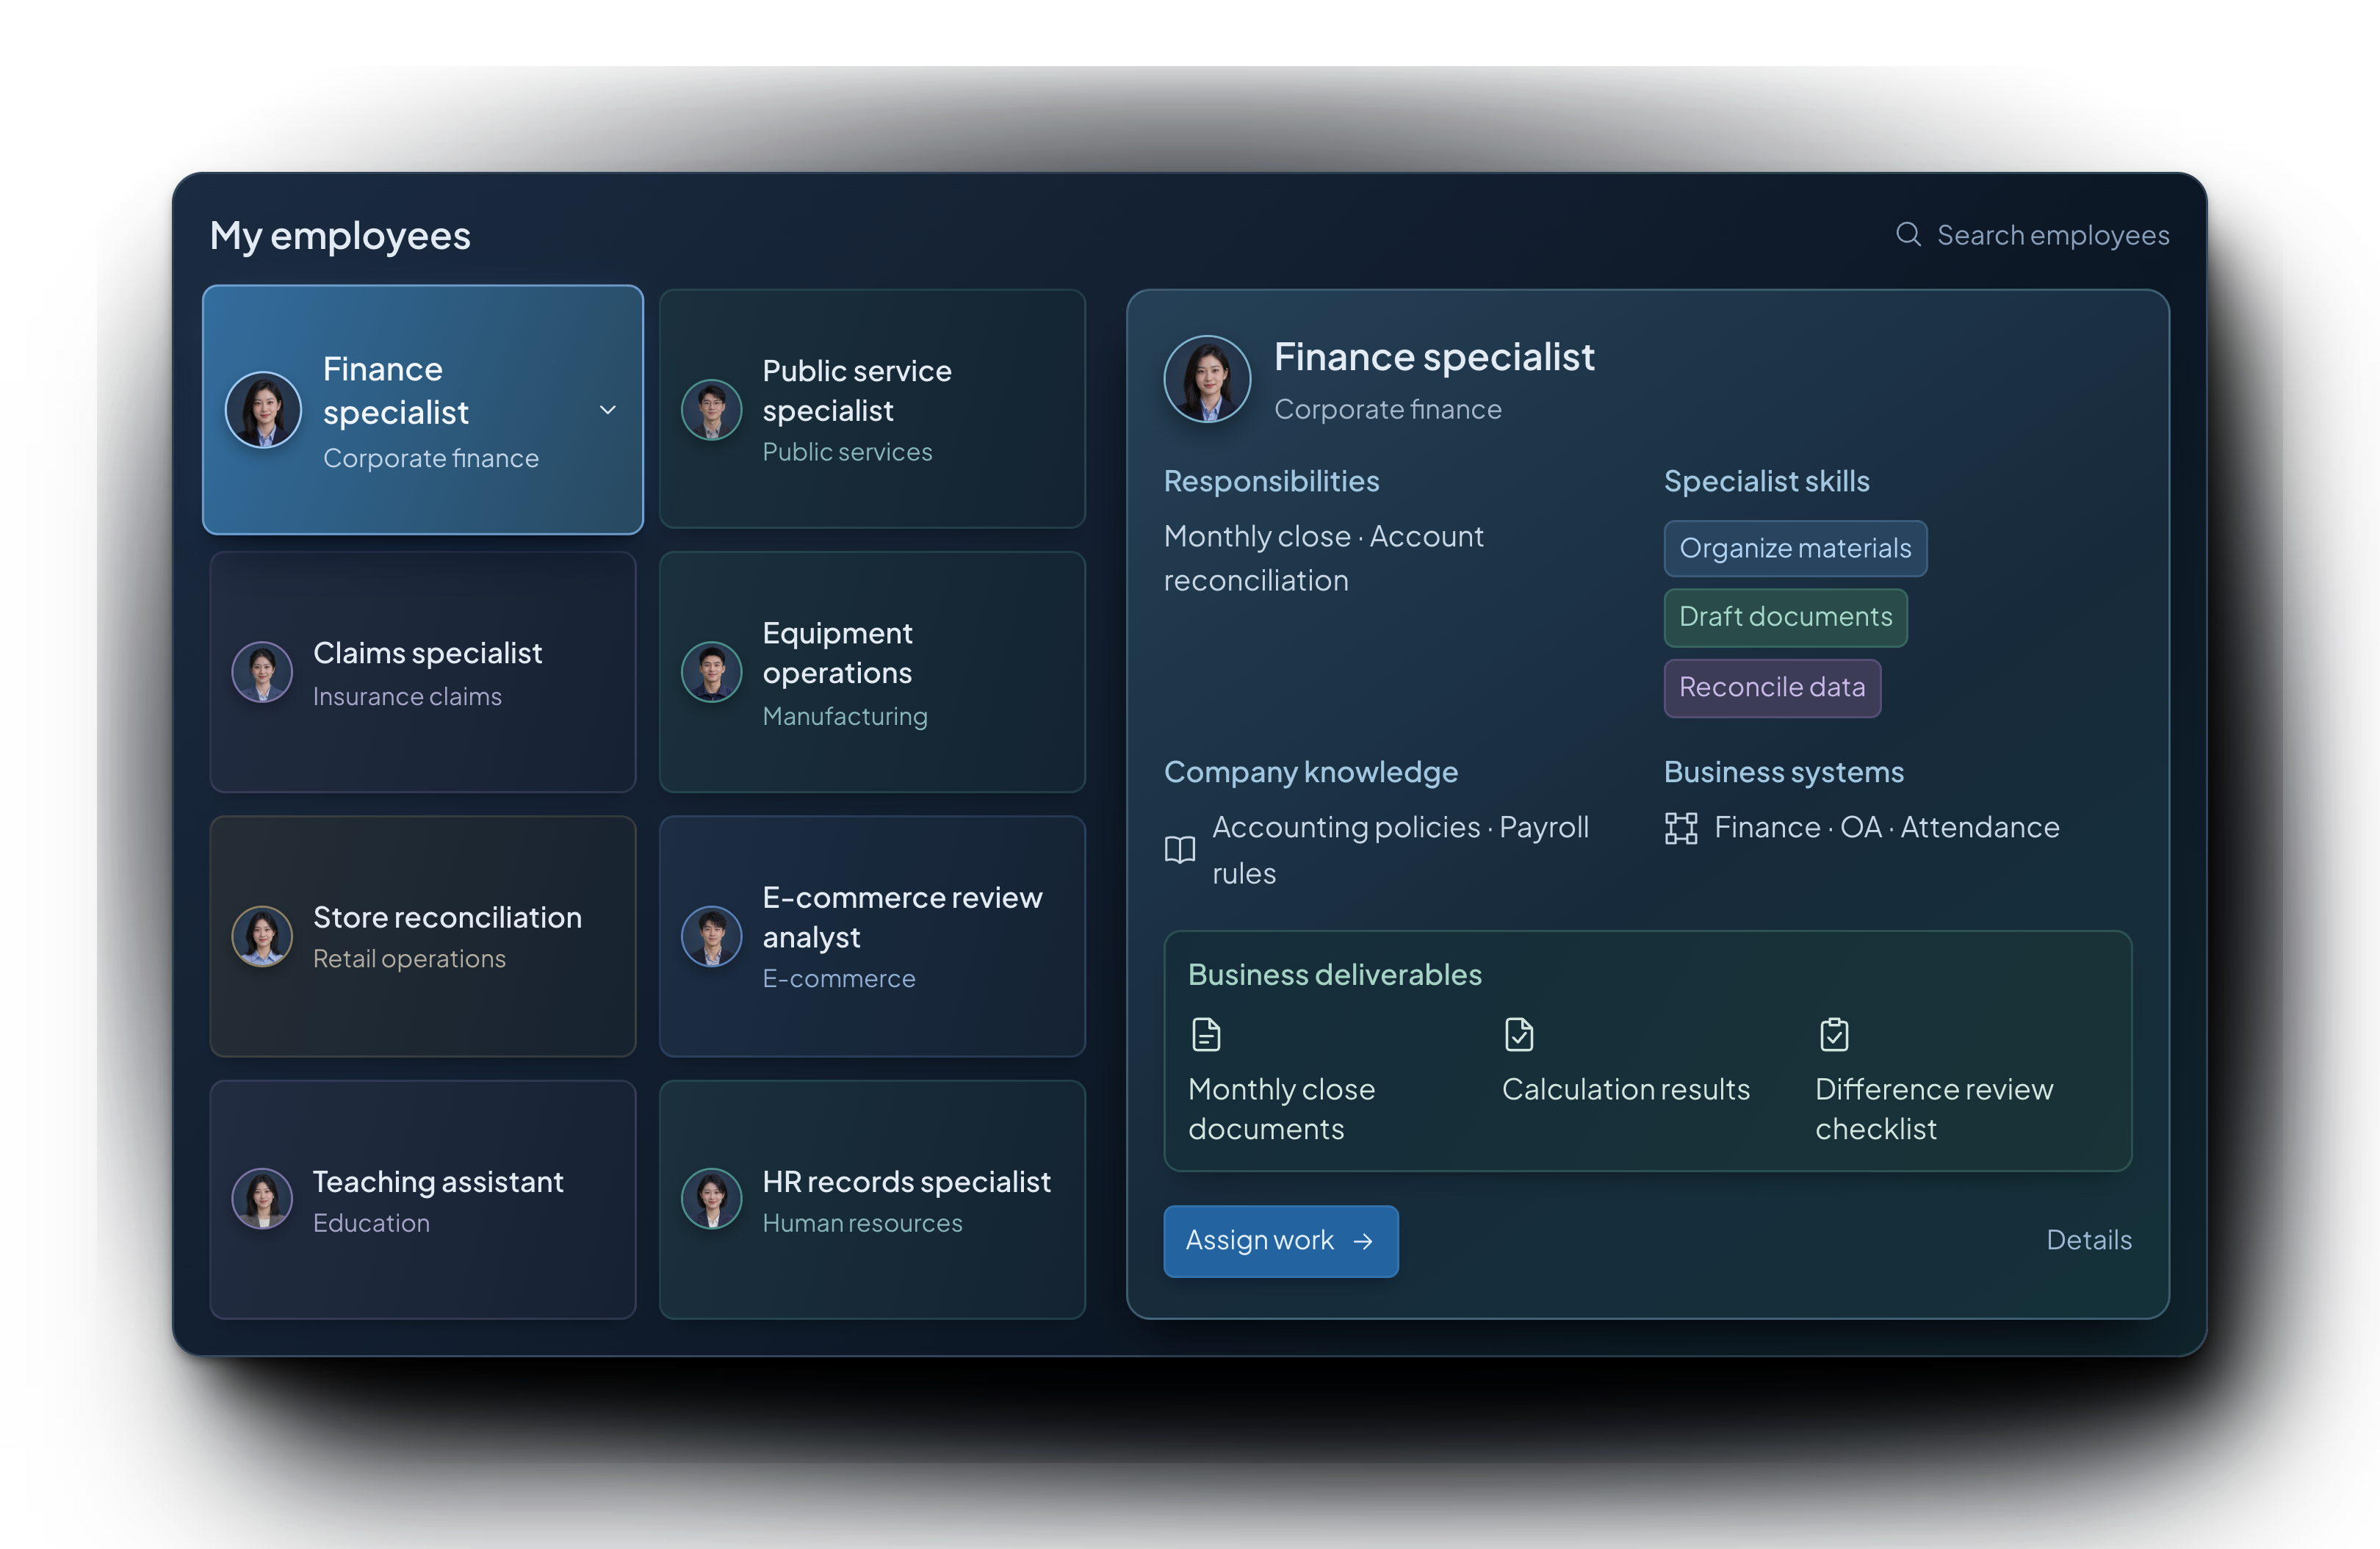 My employees
Search employees
Finance
specialist
Corporate finance
Public service
specialist
Public services
Claims specialist
Insurance claims
Equipment
operations
Manufacturing
Store reconciliation
Retail operations
E-commerce review
analyst
E-commerce
Teaching assistant
Education
HR records specialist
Human resources
Finance specialist
Corporate finance
Responsibilities
Monthly close · Account
reconciliation
Specialist skills
Organize materials
Draft documents
Reconcile data
Company knowledge
Accounting policies · Payroll
rules
Business systems
Finance · OA · Attendance
Business deliverables
Monthly close
documents
Calculation results
Difference review
checklist
Assign work
Details